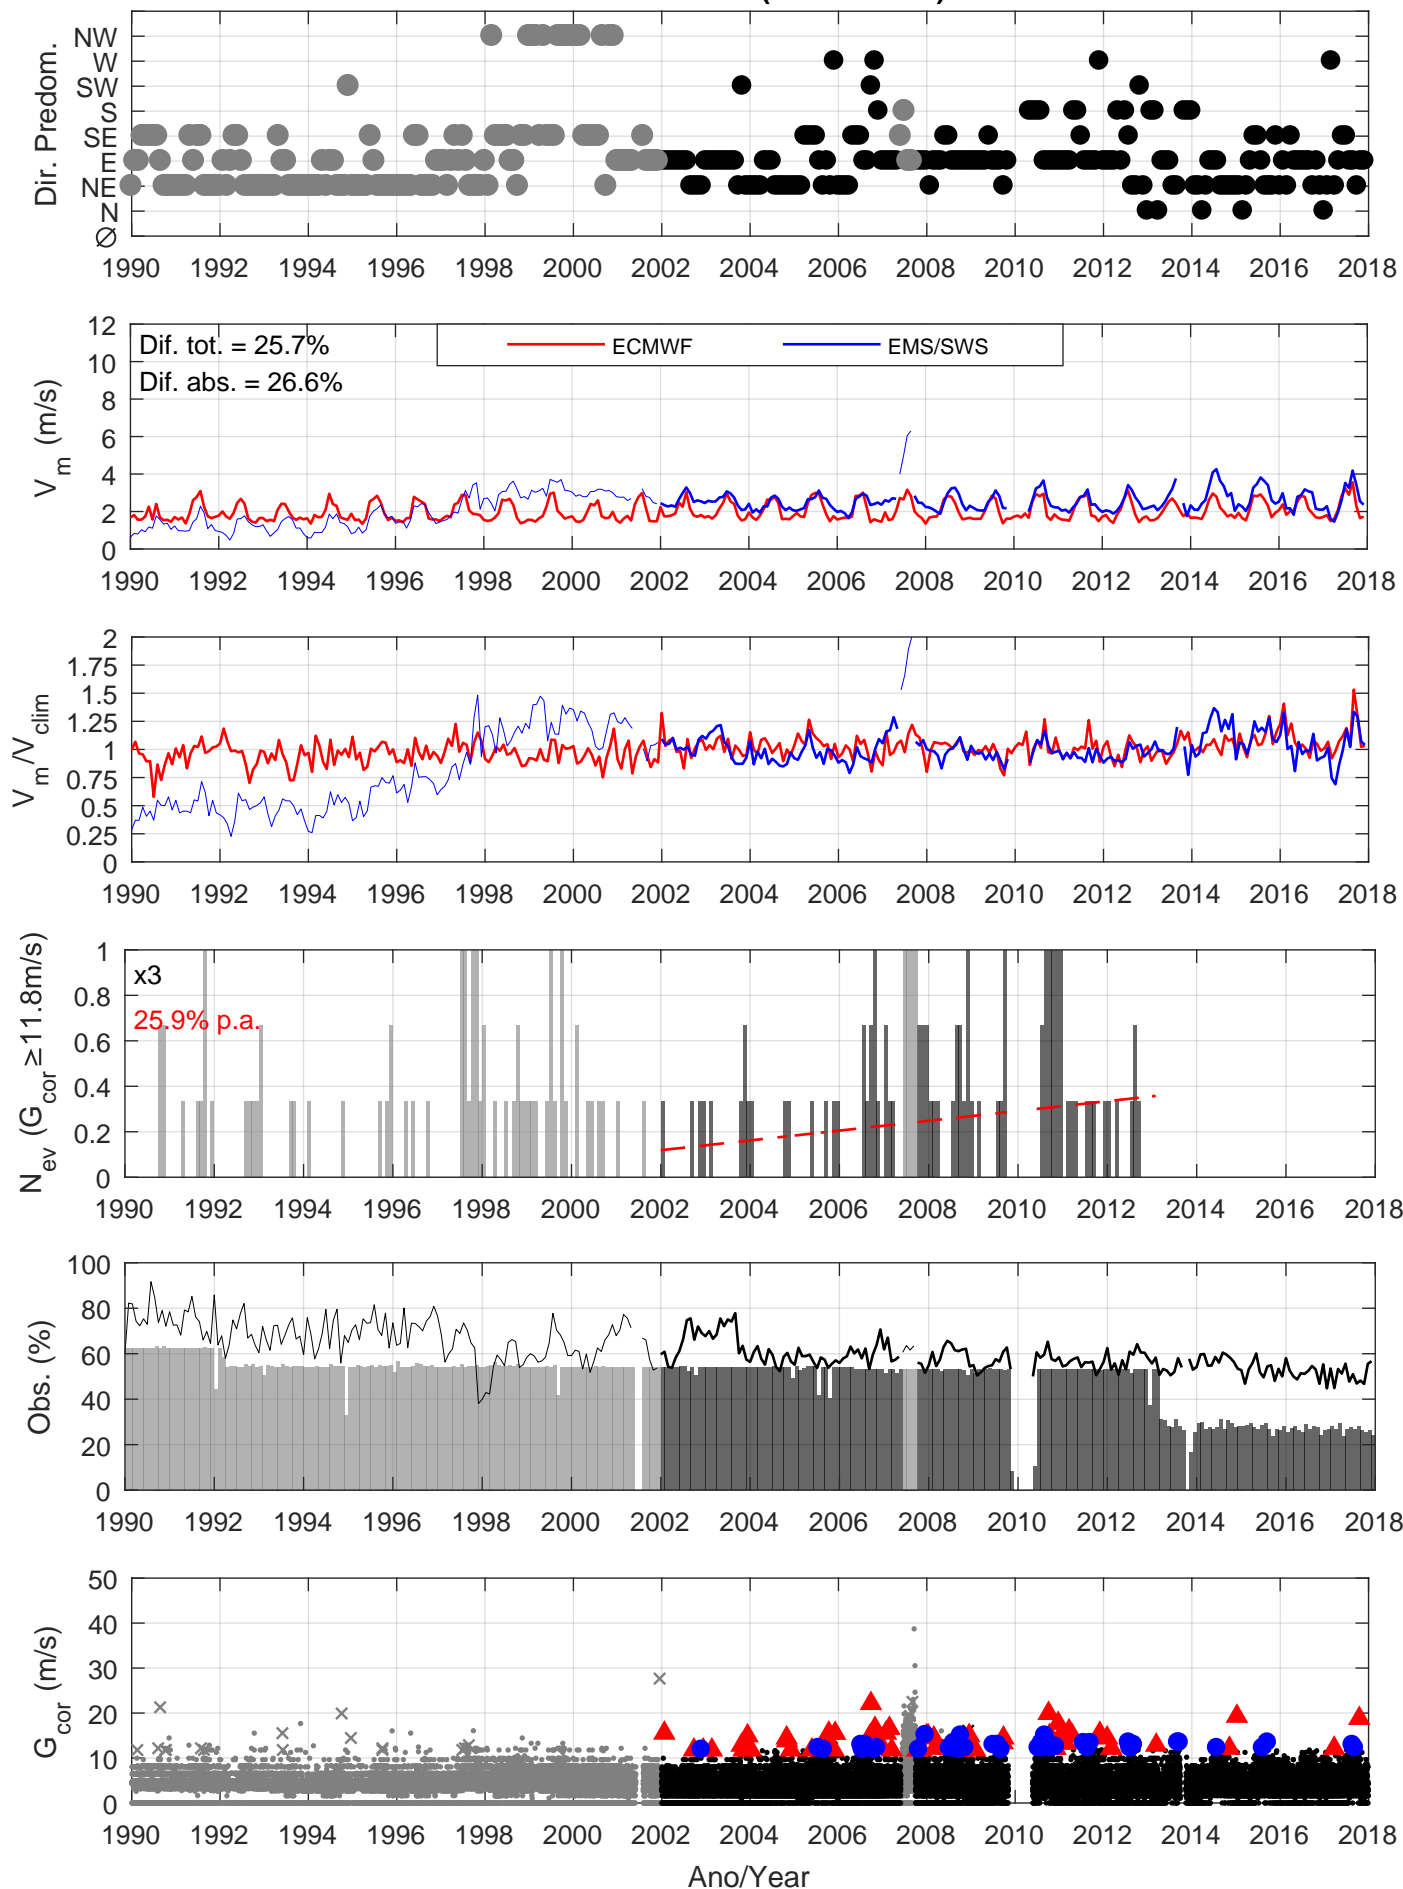 NW
W
SW
S
SE
E
NE
N
Ø
Dir. Predom.
1990 1992 1994 1996 1998 2000 2002 2004 2006 2008 2010 2012 2014 2016 2018
12
10
8
6
4
2
0
V_m (m/s)
Dif. tot. = 25.7%
Dif. abs. = 26.6%
ECMWF EMS/SWS
1990 1992 1994 1996 1998 2000 2002 2004 2006 2008 2010 2012 2014 2016 2018
2
1.75
1.5
1.25
1
0.75
0.5
0.25
0
V_m/V_clim
1990 1992 1994 1996 1998 2000 2002 2004 2006 2008 2010 2012 2014 2016 2018
1
0.8
0.6
0.4
0.2
0
N_ev (G_cor ≥11.8m/s)
x3
25.9% p.a.
1990 1992 1994 1996 1998 2000 2002 2004 2006 2008 2010 2012 2014 2016 2018
100
80
60
40
20
0
Obs. (%)
1990 1992 1994 1996 1998 2000 2002 2004 2006 2008 2010 2012 2014 2016 2018
50
40
30
20
10
0
G_cor (m/s)
1990 1992 1994 1996 1998 2000 2002 2004 2006 2008 2010 2012 2014 2016 2018
Ano/Year